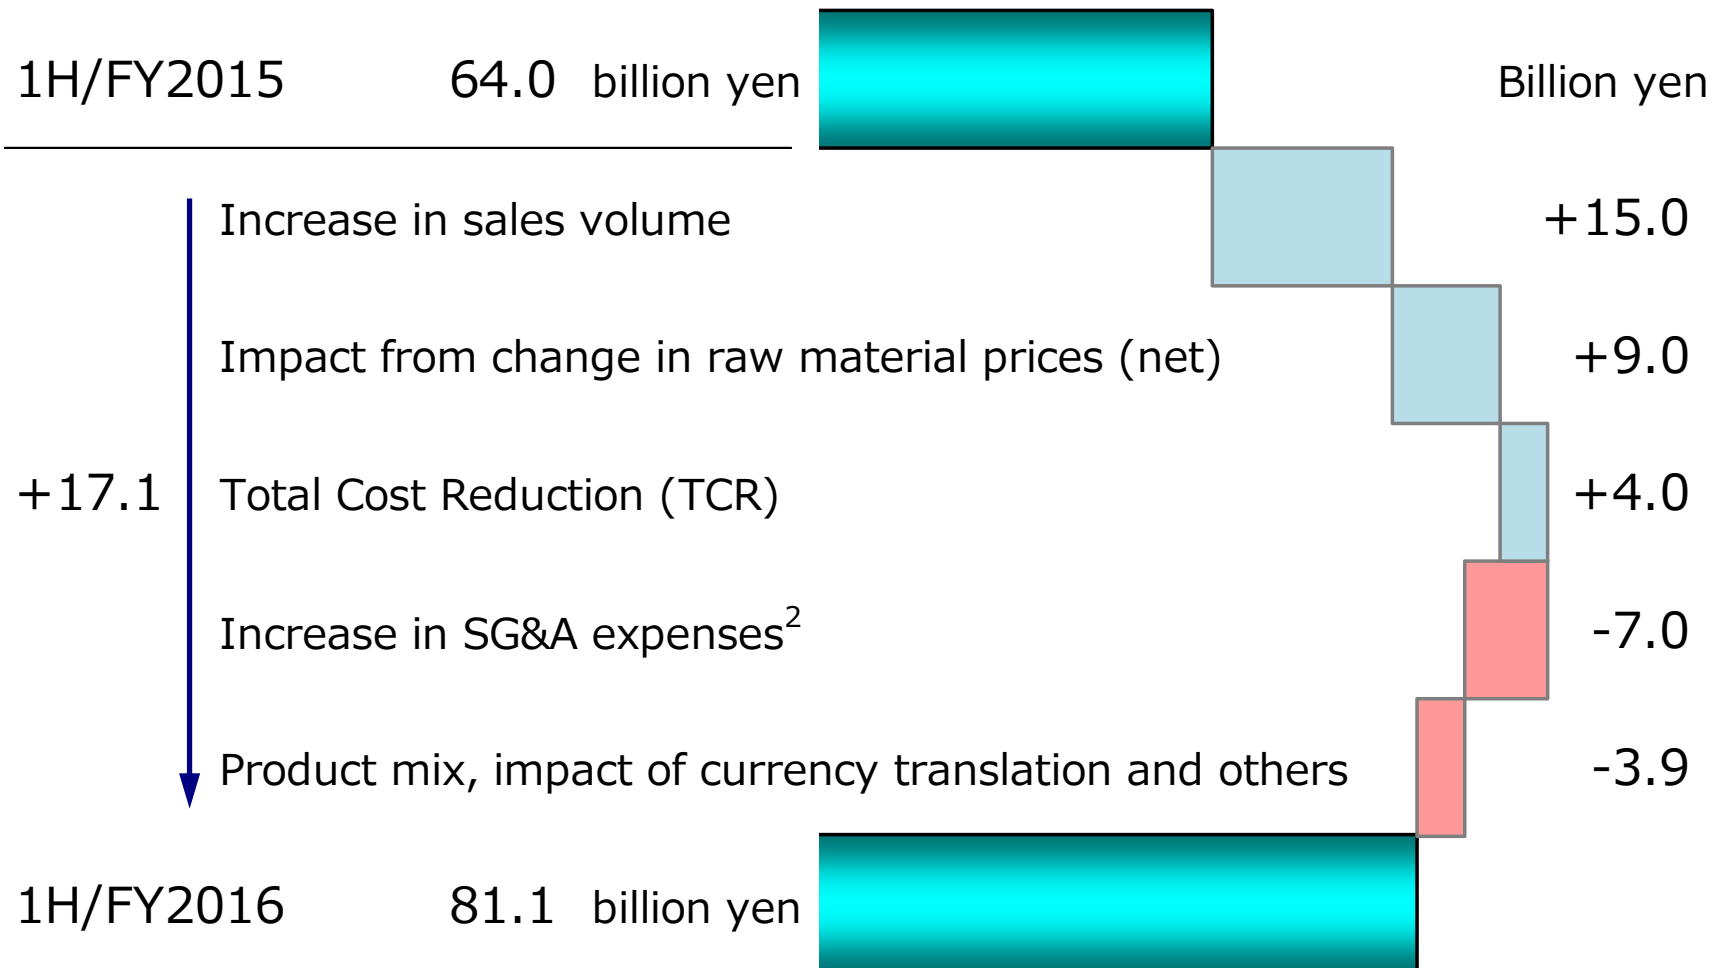 1H/FY2015 64.0 billion yen Billion yen
Increase in sales volume +15.0
Impact from change in raw material prices (net) +9.0
+17.1 Total Cost Reduction (TCR) +4.0
Increase in SG&A expenses2 -7.0
Product mix, impact of currency translation and others -3.9
1H/FY2016 81.1 billion yen